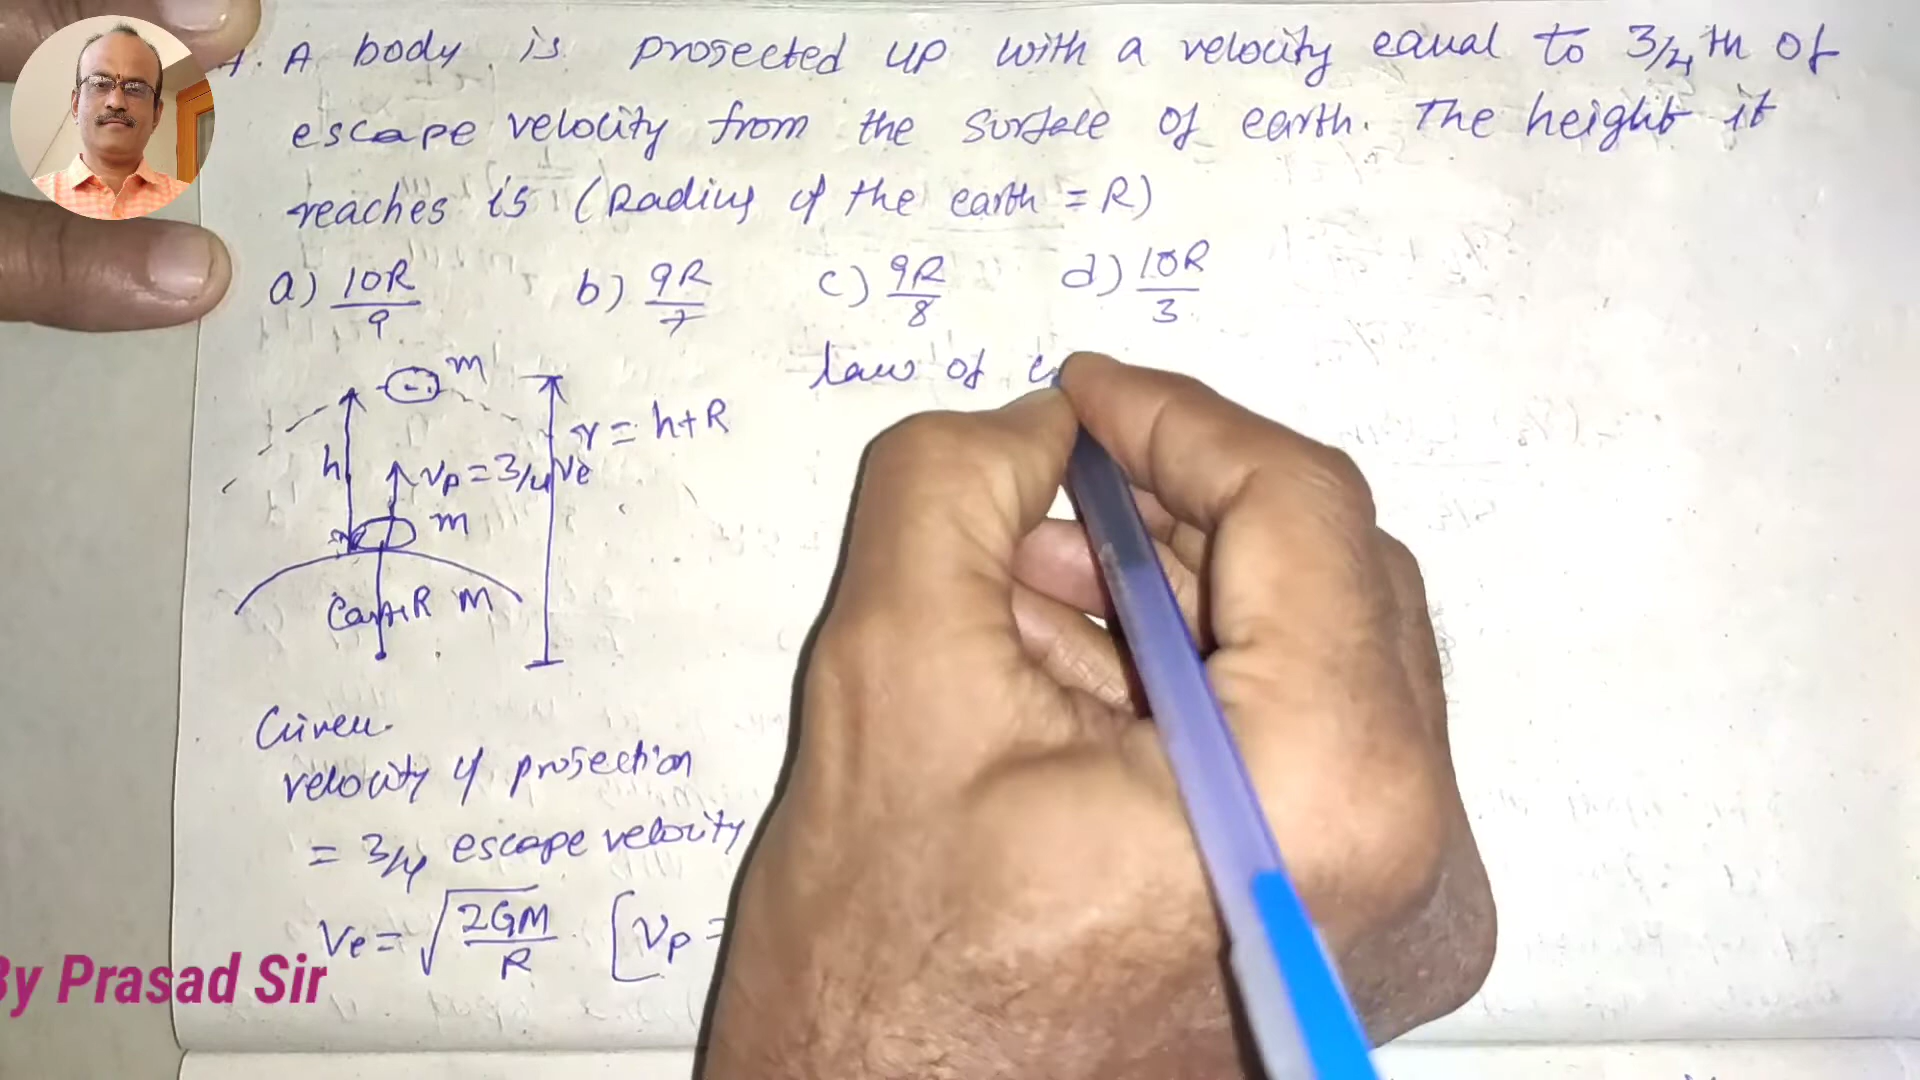 A body is projected up with a velocity equal to 3/4 th of
escape velocity from the surface of earth. The height it
reaches is (Radius of the earth = R)
a) 10R/9 b) 9R/7 c) 9R/8 d) 10R/3
m
law of
r = h+R
h
Vp = 3/4 Ve
m
Earth R M
Given
velocity of projection
= 3/4 escape velocity
Ve = √2GM/R [Vp =
By Prasad Sir